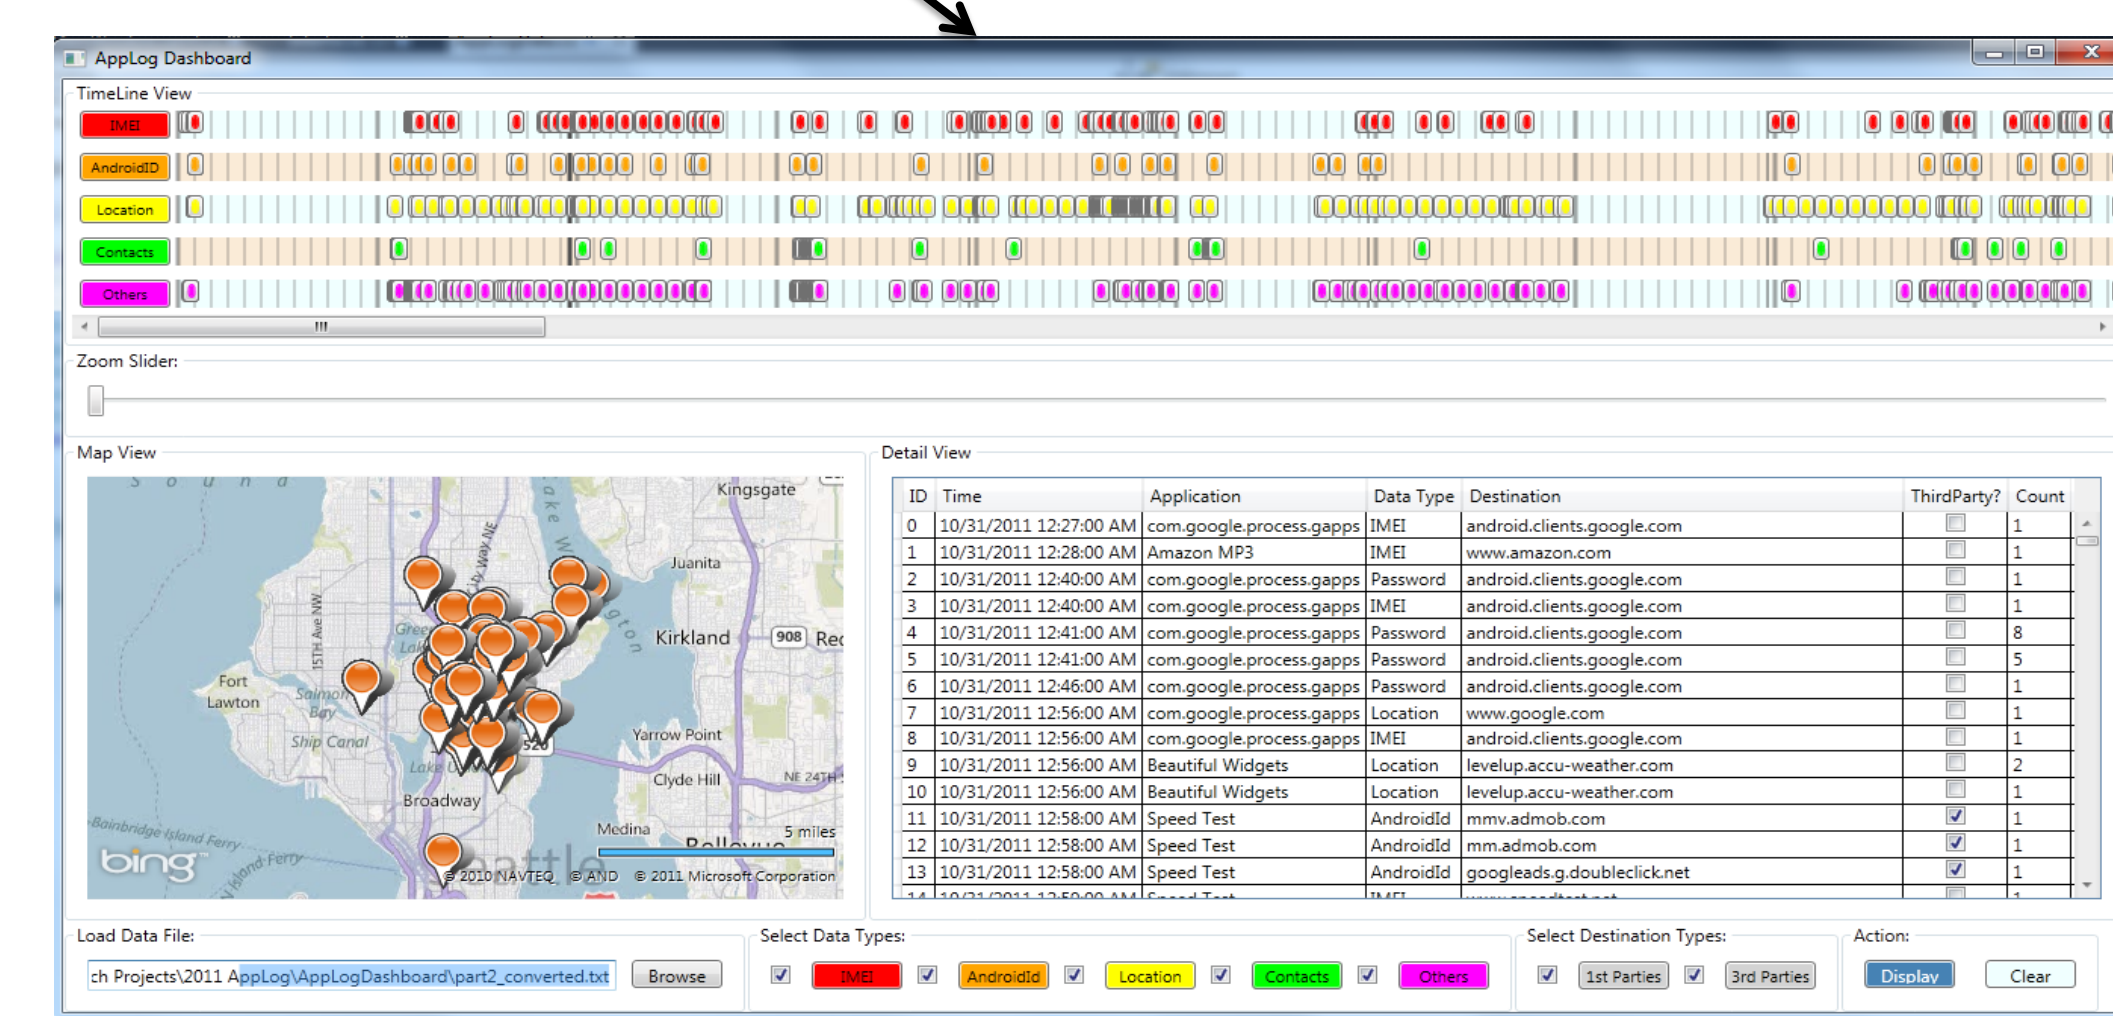 AppLog Dashboard
TimeLine View
IMEI
AndroidID
Location
Contacts
Others
Zoom Slider:
Map View
Sound
Kingsgate
Lake Washington
Juanita
15TH Ave NW
Kirkland
908
Fort
Lawton
Salmon
Bay
Ship Canal
520
Yarrow Point
Clyde Hill
NE 24TH
Broadway
Bainbridge Island Ferry
Medina
5 miles
bing
© 2010 NAVTEQ © AND © 2011 Microsoft Corporation
Detail View
ID Time Application Data Type Destination ThirdParty? Count
0 10/31/2011 12:27:00 AM com.google.process.gapps IMEI android.clients.google.com 1
1 10/31/2011 12:28:00 AM Amazon MP3 IMEI www.amazon.com 1
2 10/31/2011 12:40:00 AM com.google.process.gapps Password android.clients.google.com 1
3 10/31/2011 12:40:00 AM com.google.process.gapps IMEI android.clients.google.com 1
4 10/31/2011 12:41:00 AM com.google.process.gapps Password android.clients.google.com 8
5 10/31/2011 12:41:00 AM com.google.process.gapps Password android.clients.google.com 5
6 10/31/2011 12:46:00 AM com.google.process.gapps Password android.clients.google.com 1
7 10/31/2011 12:56:00 AM com.google.process.gapps Location www.google.com 1
8 10/31/2011 12:56:00 AM com.google.process.gapps IMEI android.clients.google.com 1
9 10/31/2011 12:56:00 AM Beautiful Widgets Location levelup.accu-weather.com 2
10 10/31/2011 12:56:00 AM Beautiful Widgets Location levelup.accu-weather.com 1
11 10/31/2011 12:58:00 AM Speed Test AndroidId mmv.admob.com 1
12 10/31/2011 12:58:00 AM Speed Test AndroidId mm.admob.com 1
13 10/31/2011 12:58:00 AM Speed Test AndroidId googleads.g.doubleclick.net 1
Load Data File:
ch Projects\2011 AppLog\AppLogDashboard\part2_converted.txt Browse
Select Data Types:
IMEI AndroidId Location Contacts Others
Select Destination Types:
1st Parties 3rd Parties
Action:
Display Clear